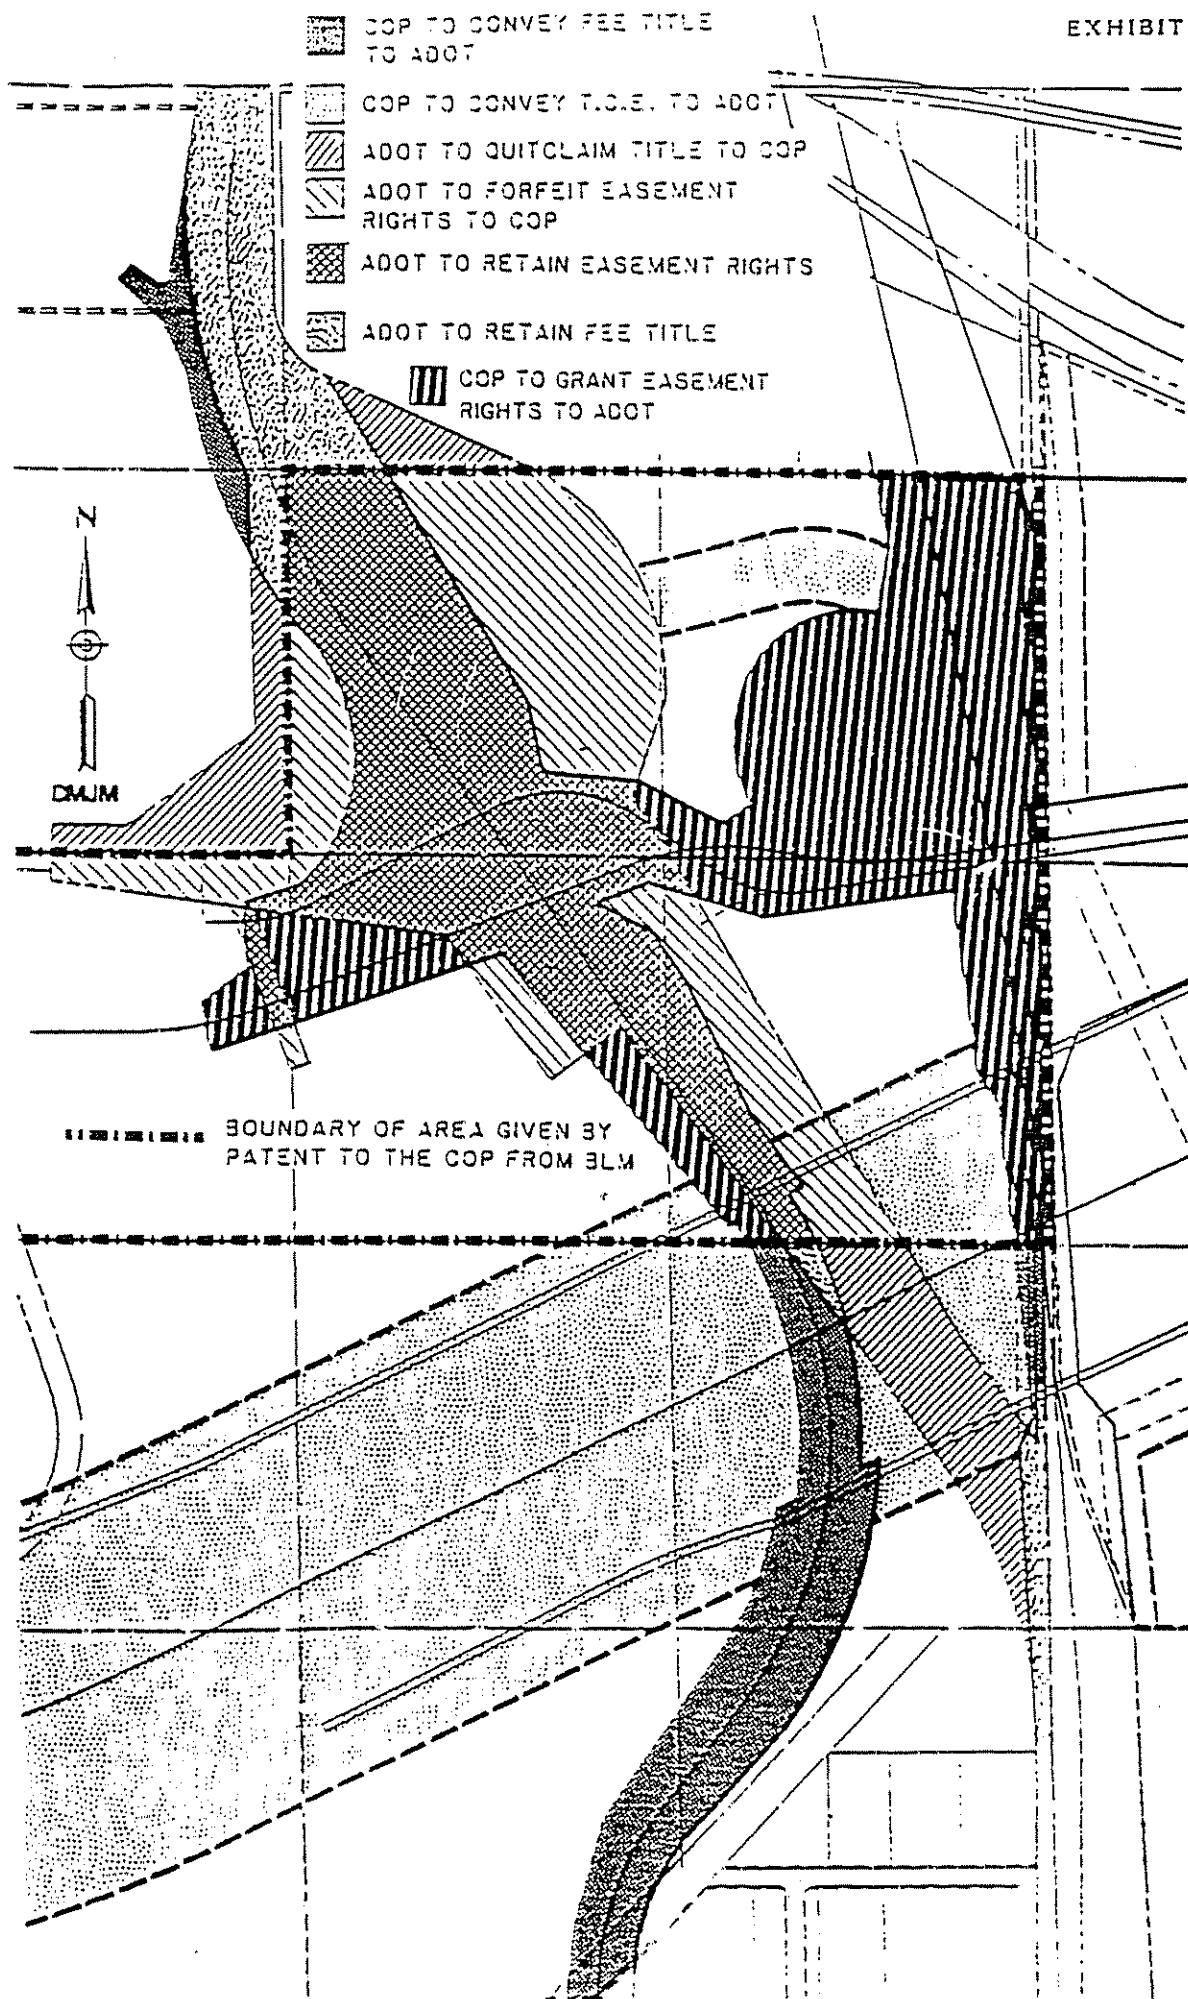 EXHIBIT
COP TO CONVEY FEE TITLE
TO ADOT
COP TO CONVEY T.C.E. TO ADOT
ADOT TO QUITCLAIM TITLE TO COP
ADOT TO FORFEIT EASEMENT
RIGHTS TO COP
ADOT TO RETAIN EASEMENT RIGHTS
ADOT TO RETAIN FEE TITLE
COP TO GRANT EASEMENT
RIGHTS TO ADOT
N
DMJM
BOUNDARY OF AREA GIVEN BY
PATENT TO THE COP FROM BLM